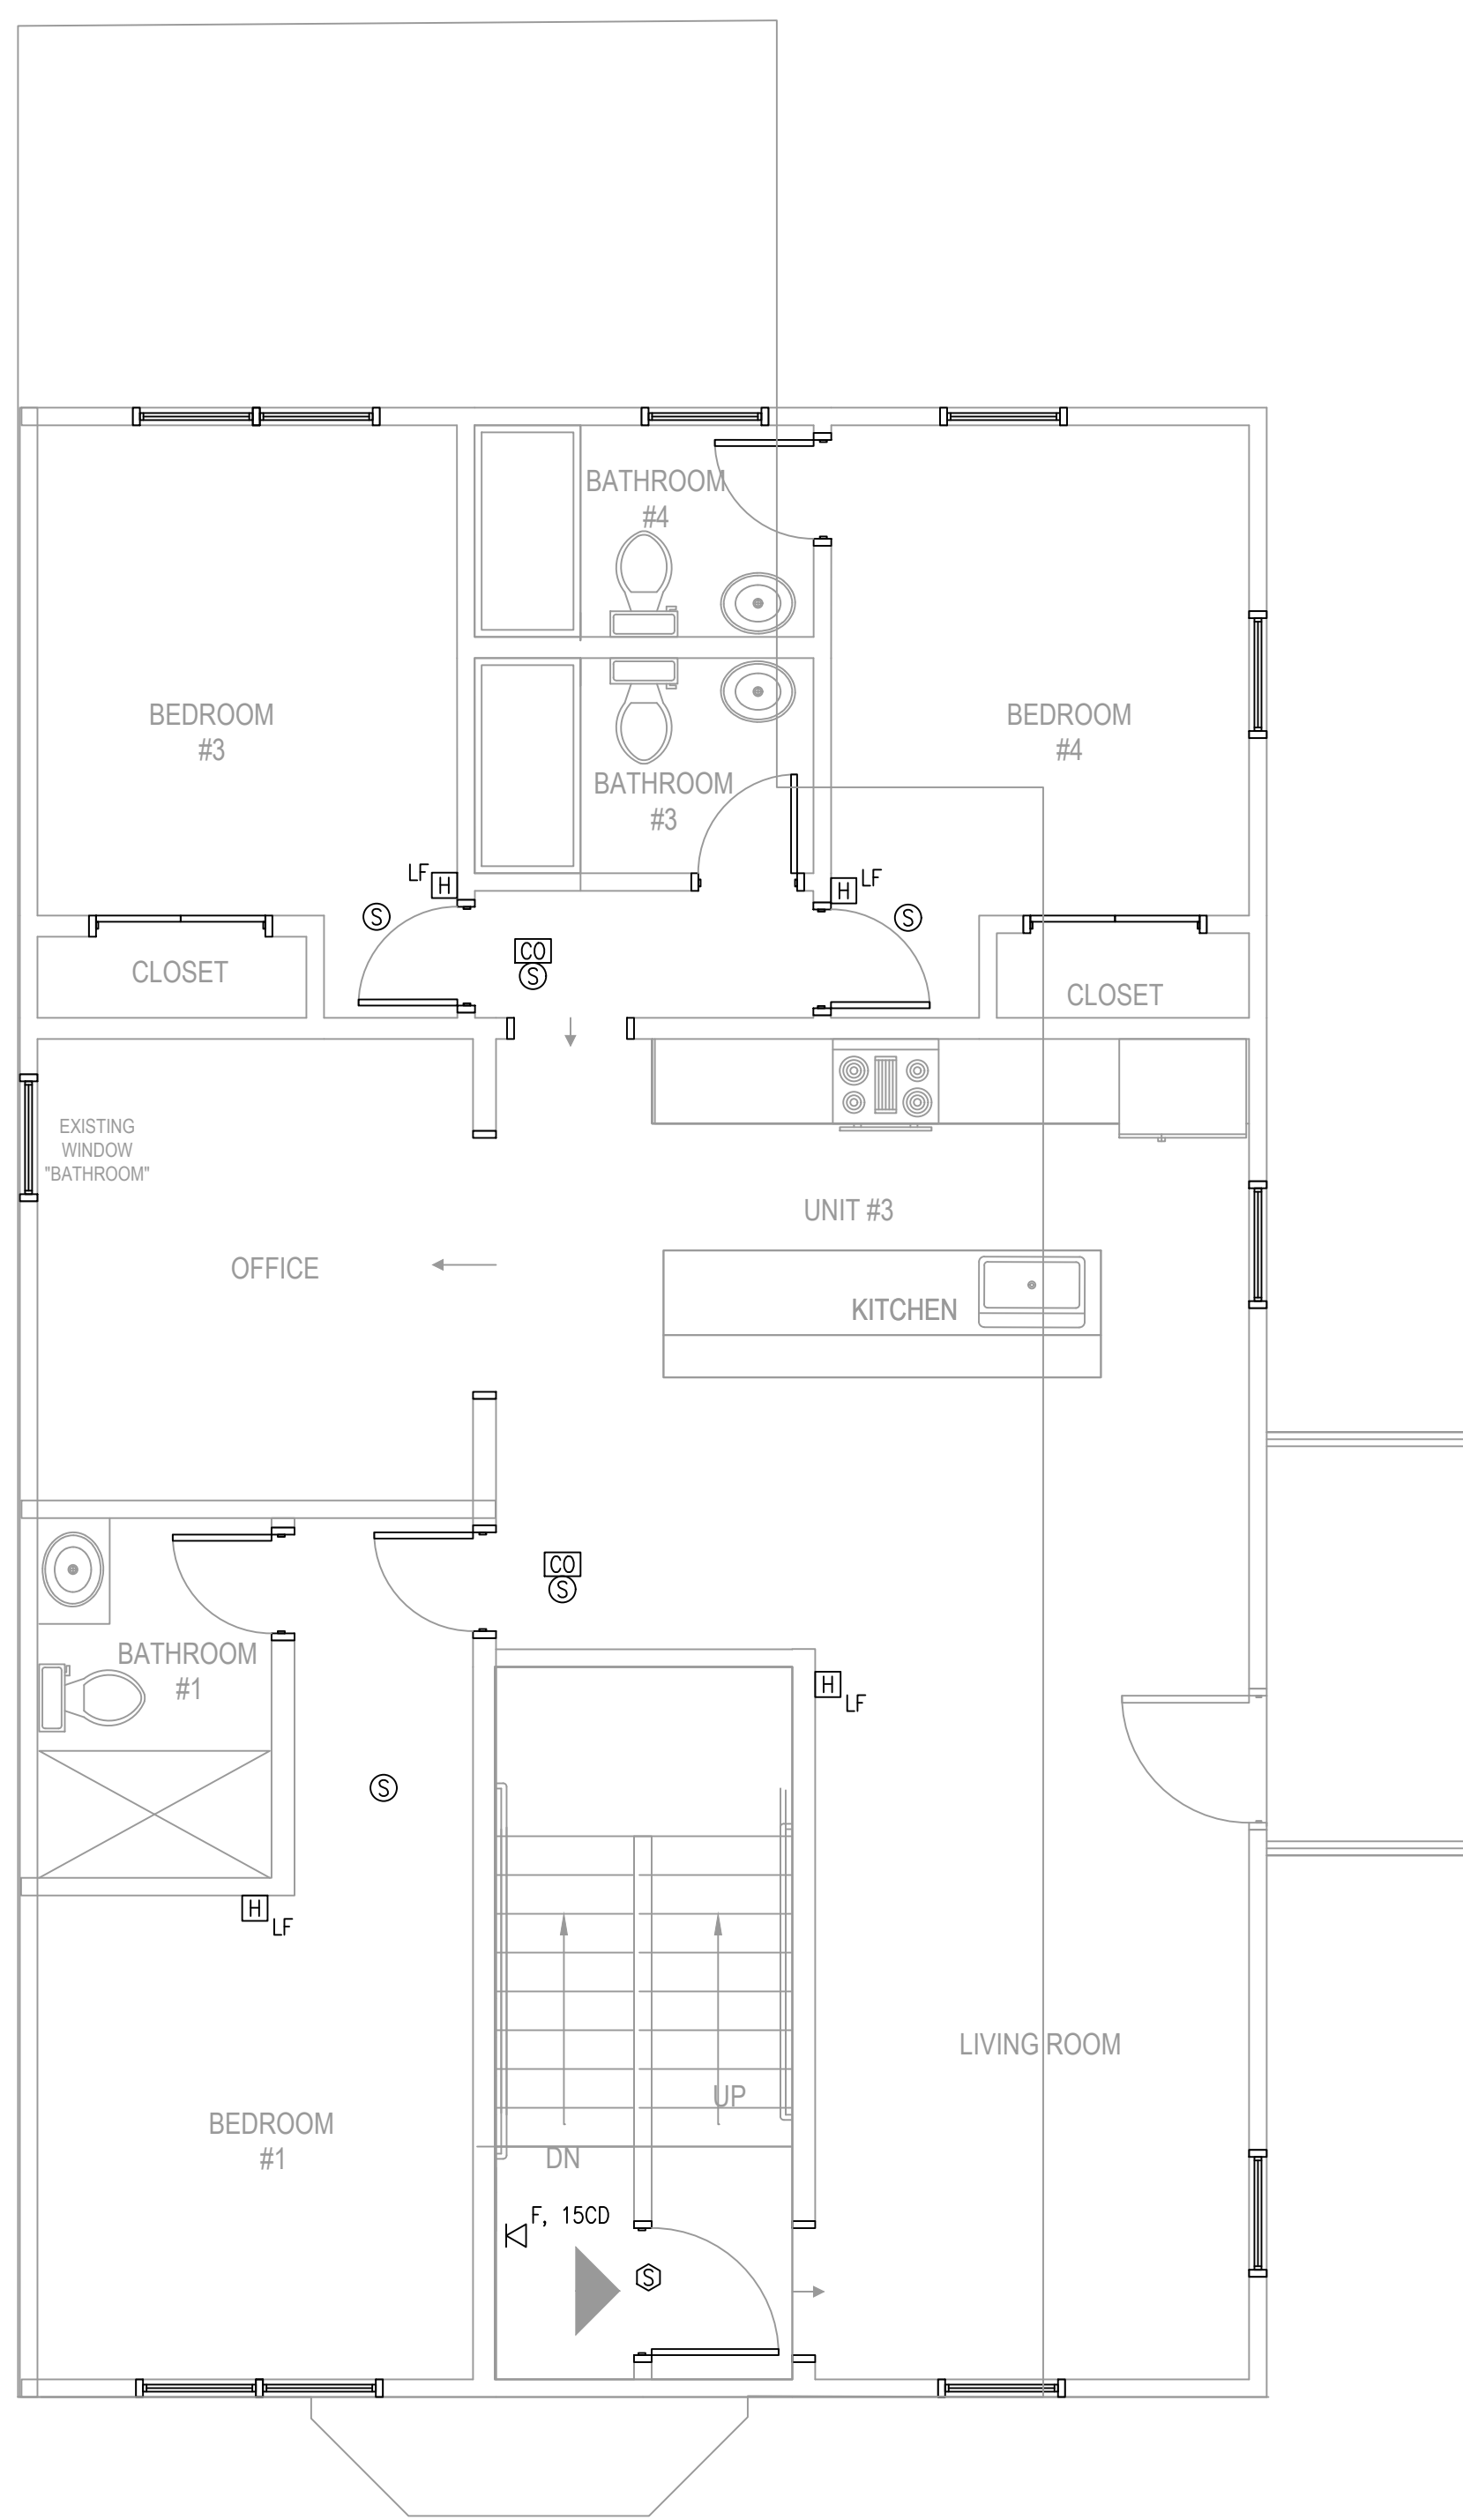 BATHROOM
#4
BEDROOM
#3
BEDROOM
#4
BATHROOM
#3
LF
H
H
LF
S
S
CO
S
CLOSET
CLOSET
EXISTING
WINDOW
"BATHROOM"
UNIT #3
OFFICE
KITCHEN
CO
S
BATHROOM
#1
H
LF
S
H
LF
LIVING ROOM
UP
BEDROOM
#1
DN
F, 15CD
S